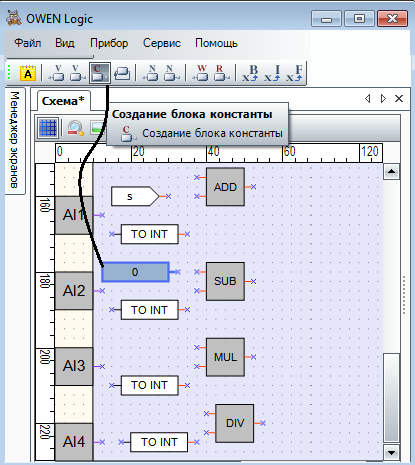 OWEN Logic
Файл Вид Прибор Сервис Помощь
A V V C N N W R B I F
X X X
Менеджер экранов
Схема*
Создание блока константы
C Создание блока константы
0 20 40 60 80 100 120
160
180
200
220
AI1
s
ADD
TO INT
0
AI2
SUB
TO INT
AI3
MUL
TO INT
AI4
DIV
TO INT